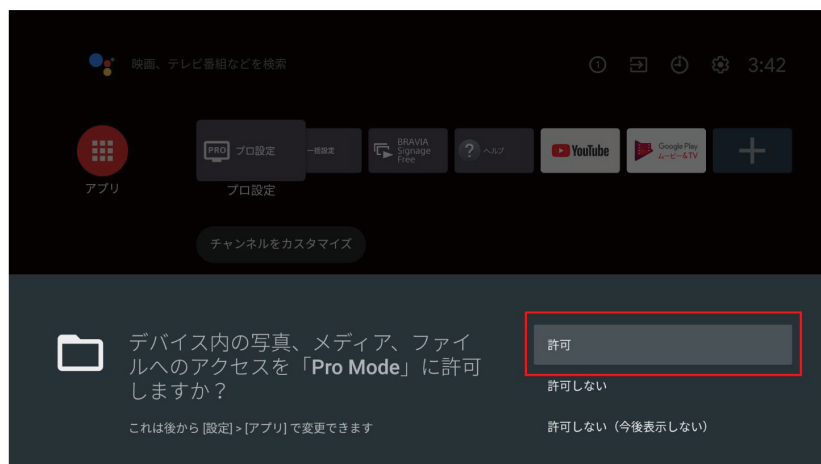 映画、テレビ番組などを検索
3:42
PRO プロ設定
一括設定
BRAVIA
Signage
Free
? ヘルプ
YouTube
Google Play
ムービー&TV
アプリ
プロ設定
チャンネルをカスタマイズ
デバイス内の写真、メディア、ファイ
ルへのアクセスを「Pro Mode」に許可
しますか？
これは後から [設定] > [アプリ] で変更できます
許可
許可しない
許可しない（今後表示しない）